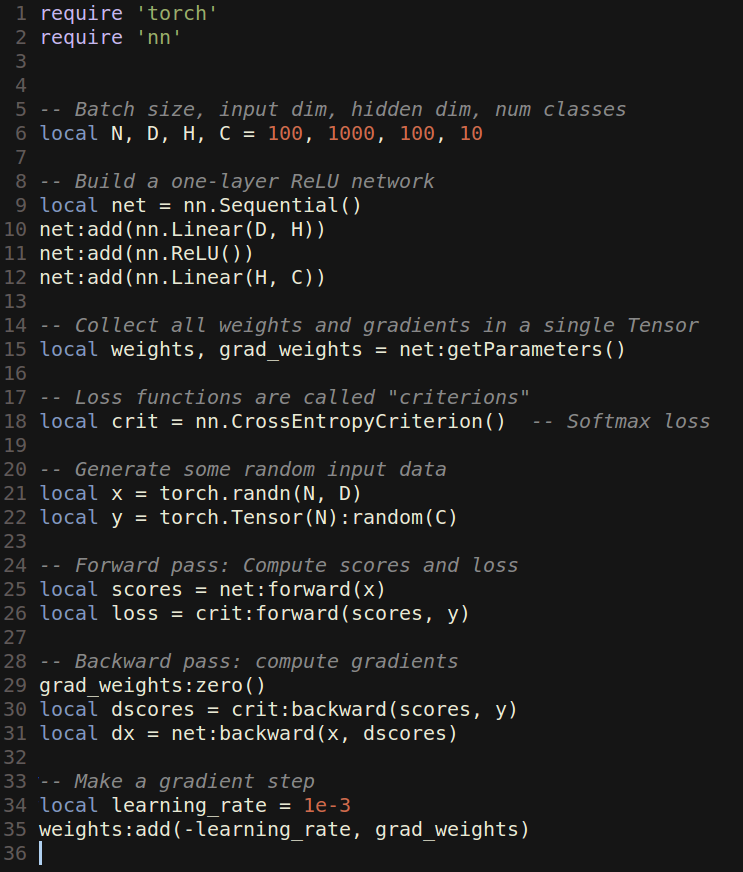 1 require 'torch'
2 require 'nn'
3
4
5 -- Batch size, input dim, hidden dim, num classes
6 local N, D, H, C = 100, 1000, 100, 10
7
8 -- Build a one-layer ReLU network
9 local net = nn.Sequential()
10 net:add(nn.Linear(D, H))
11 net:add(nn.ReLU())
12 net:add(nn.Linear(H, C))
13
14 -- Collect all weights and gradients in a single Tensor
15 local weights, grad_weights = net:getParameters()
16
17 -- Loss functions are called "criterions"
18 local crit = nn.CrossEntropyCriterion()  -- Softmax loss
19
20 -- Generate some random input data
21 local x = torch.randn(N, D)
22 local y = torch.Tensor(N):random(C)
23
24 -- Forward pass: Compute scores and loss
25 local scores = net:forward(x)
26 local loss = crit:forward(scores, y)
27
28 -- Backward pass: compute gradients
29 grad_weights:zero()
30 local dscores = crit:backward(scores, y)
31 local dx = net:backward(x, dscores)
32
33 -- Make a gradient step
34 local learning_rate = 1e-3
35 weights:add(-learning_rate, grad_weights)
36